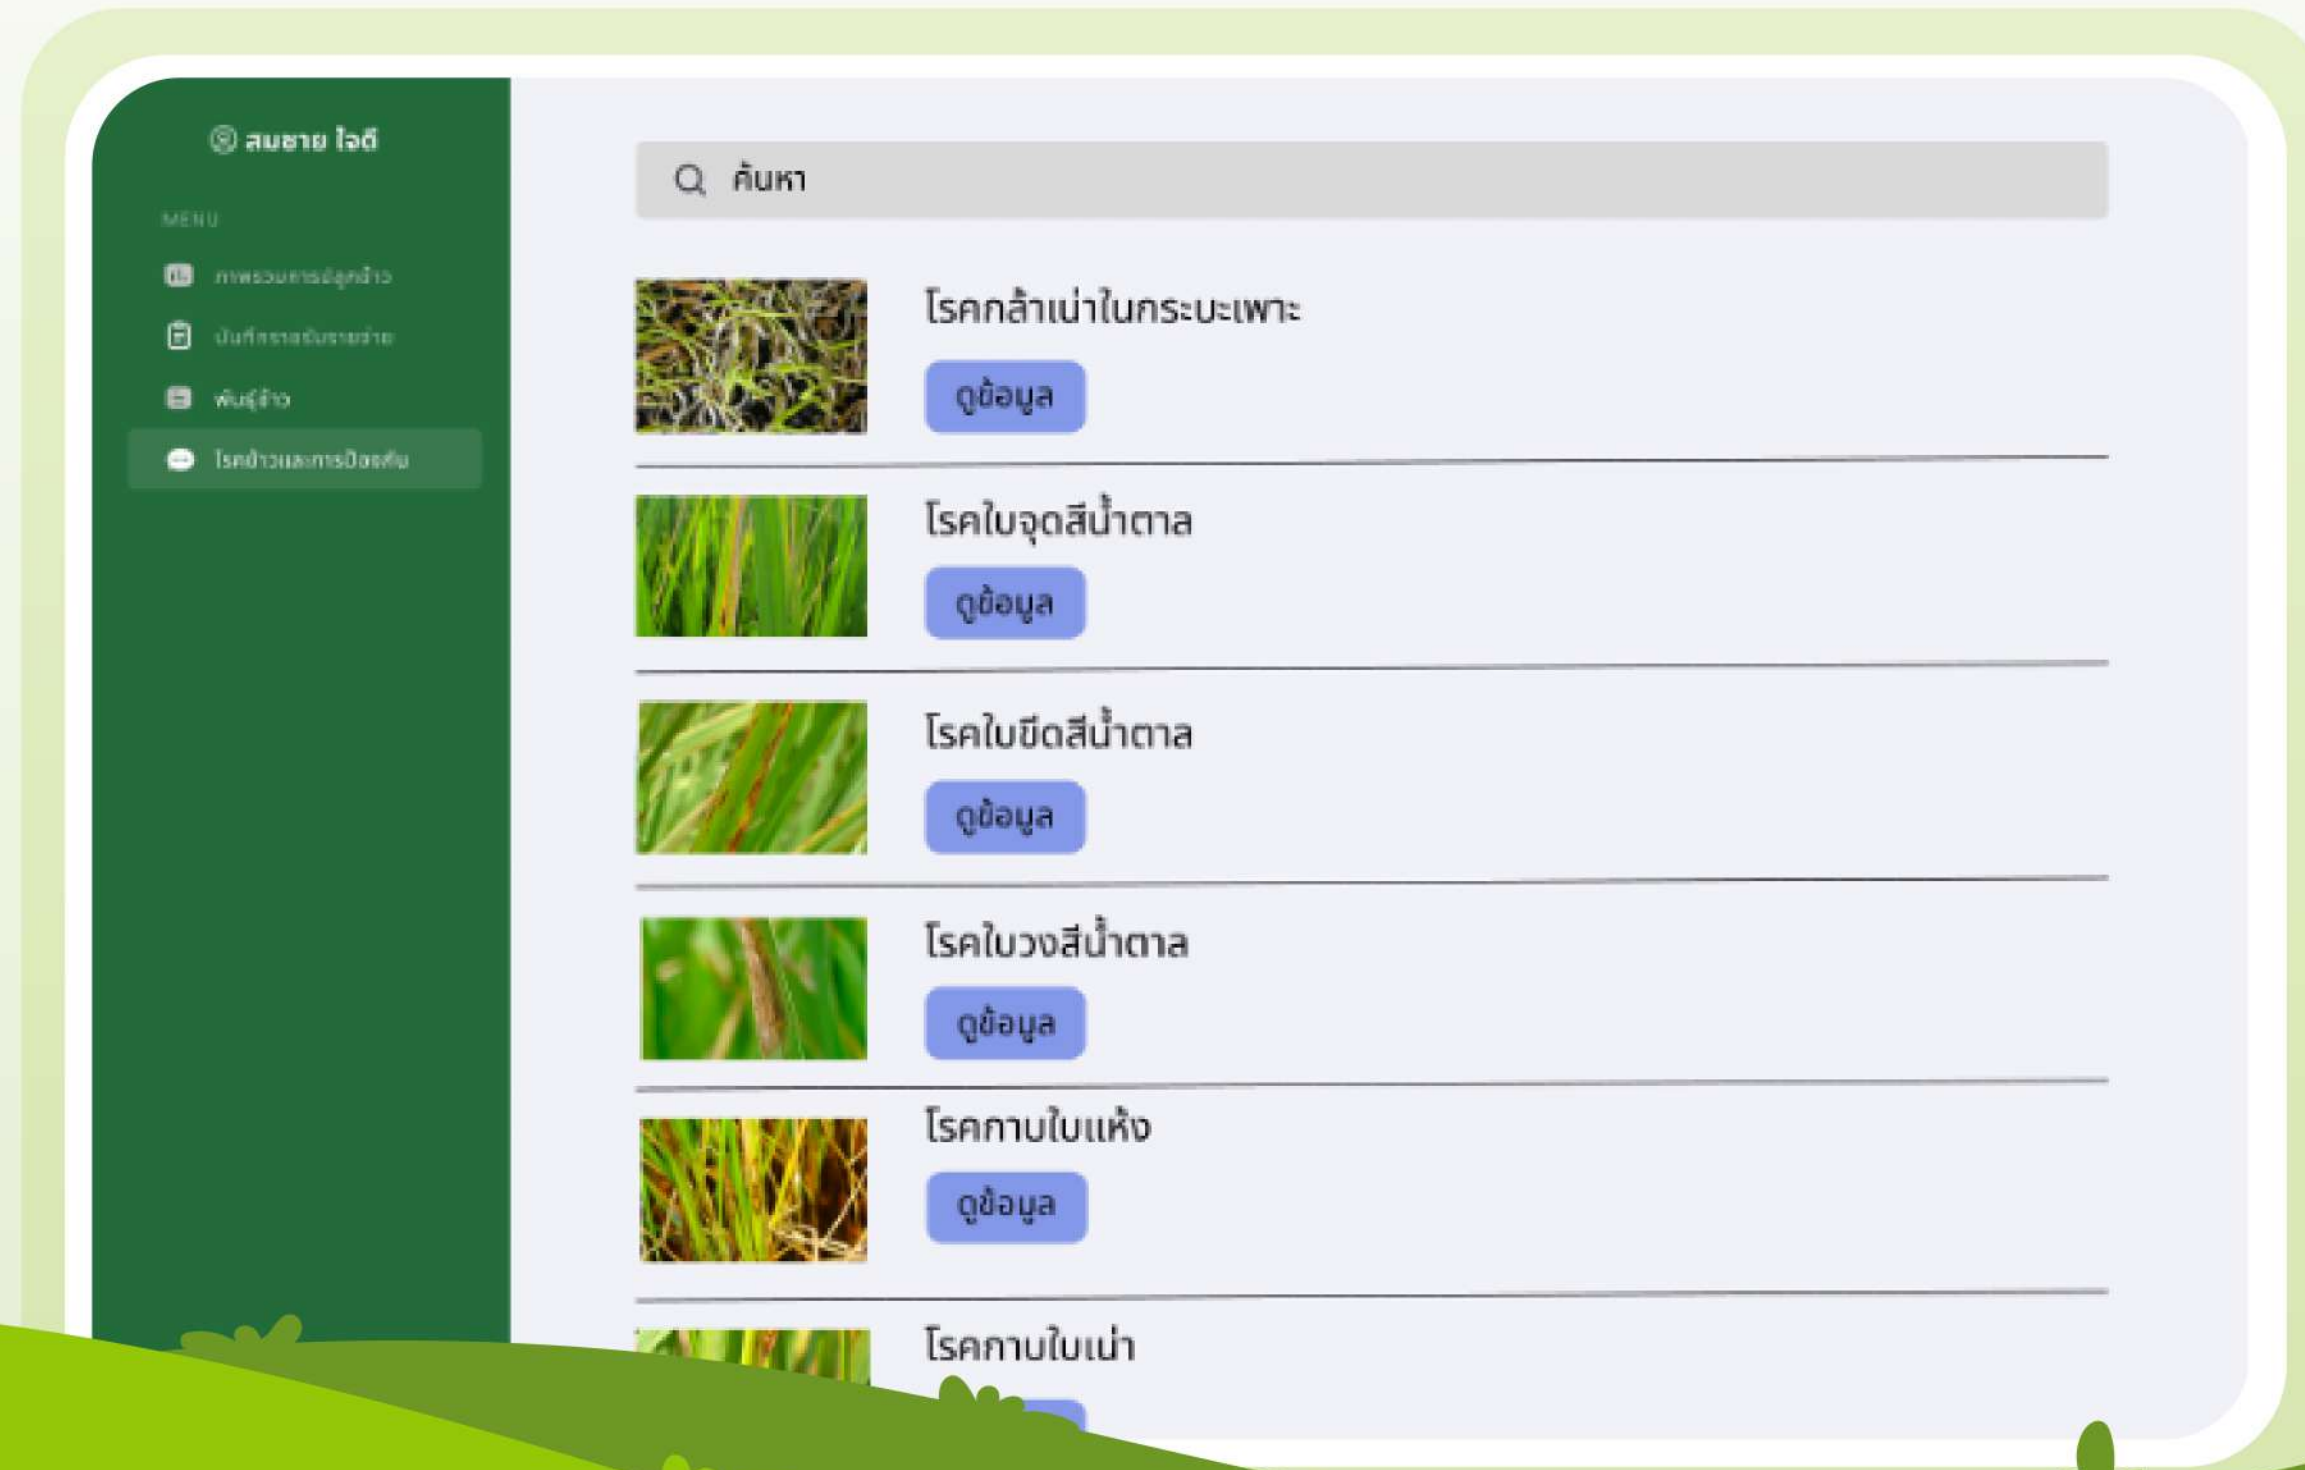 สมชาย ใจดี
MENU
ภาพรวมการปลูกข้าว
บันทึกรายรับรายจ่าย
พันธุ์ข้าว
โรคข้าวและการป้องกัน
ค้นหา
โรคกล้าเน่าในกระบะเพาะ
ดูข้อมูล
โรคใบจุดสีน้ำตาล
ดูข้อมูล
โรคใบขีดสีน้ำตาล
ดูข้อมูล
โรคใบวงสีน้ำตาล
ดูข้อมูล
โรคกาบใบแห้ง
ดูข้อมูล
โรคกาบใบเน่า